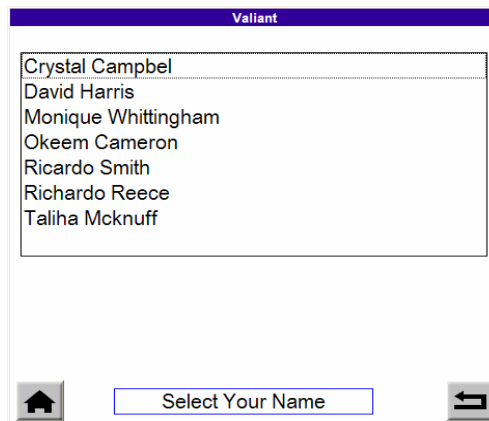 Valiant
Crystal Campbel
David Harris
Monique Whittingham
Okeem Cameron
Ricardo Smith
Richardo Reece
Taliha Mcknuff
Select Your Name